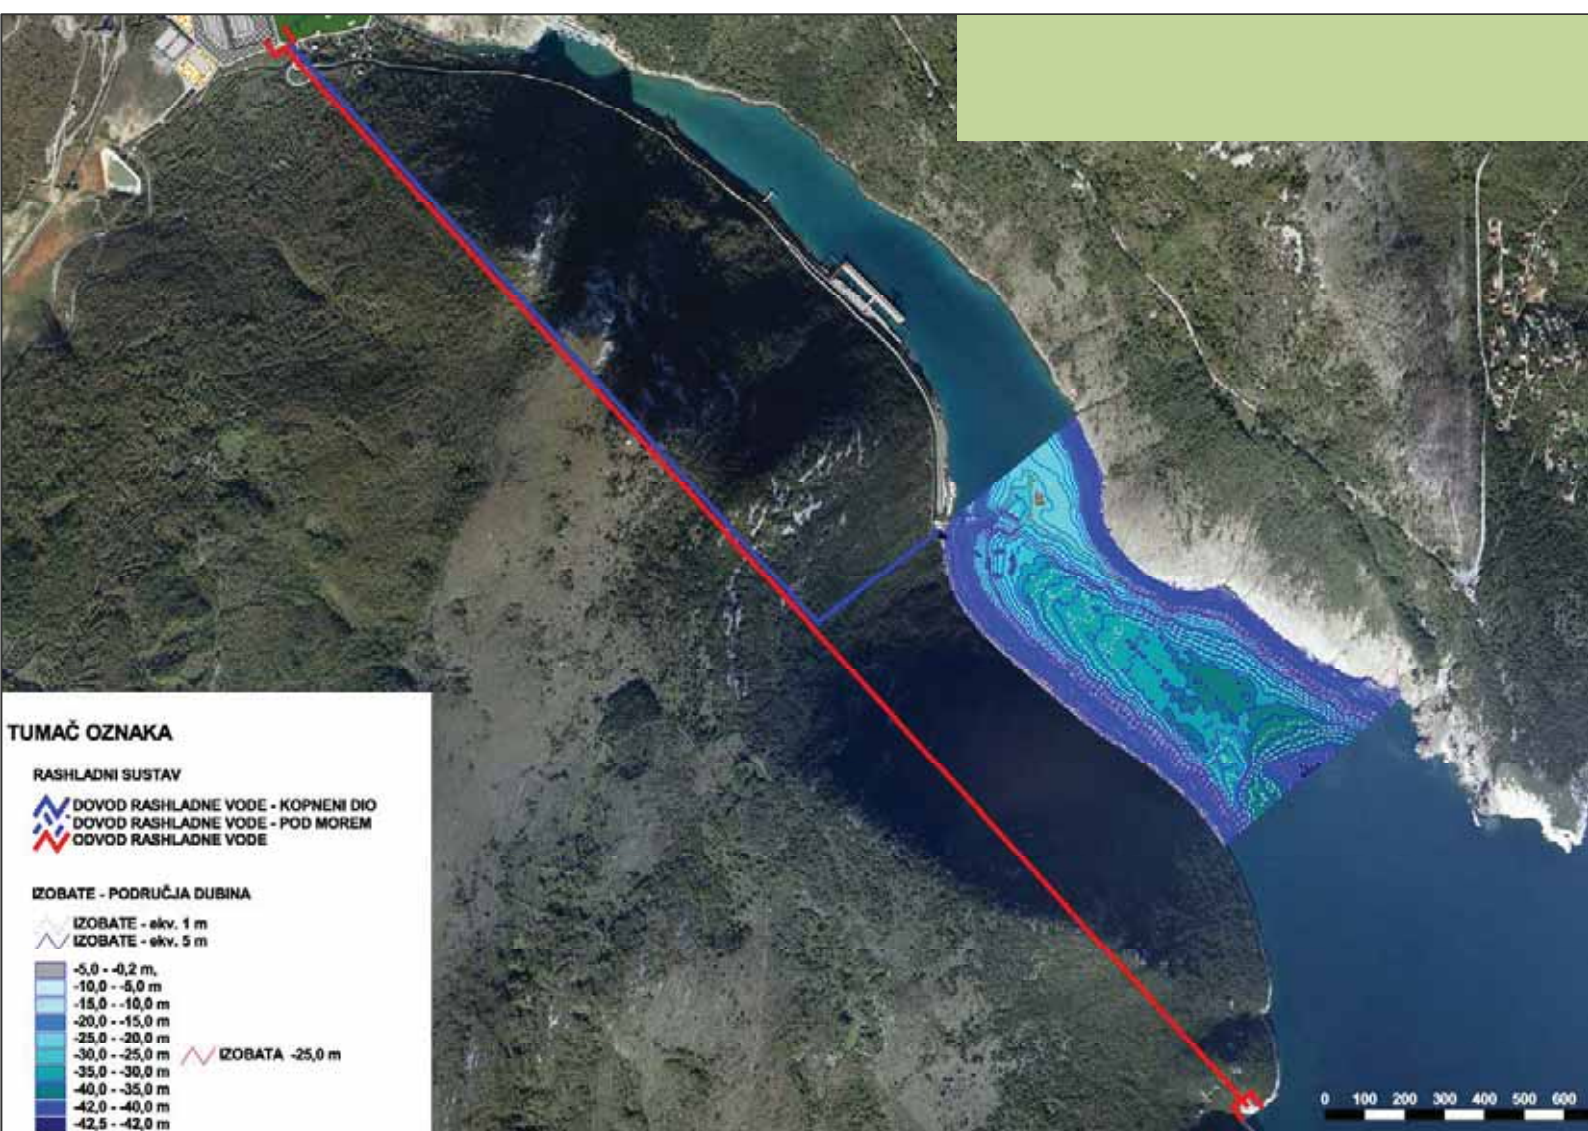 TUMAČ OZNAKA
RASHLADNI SUSTAV
DOVOD RASHLADNE VODE - KOPNENI DIO
DOVOD RASHLADNE VODE - POD MOREM
ODVOD RASHLADNE VODE
IZOBATE - PODRUČJA DUBINA
IZOBATE - ekv. 1 m
IZOBATE - ekv. 5 m
-5,0 - -0,2 m,
-10,0 - -5,0 m
-15,0 - -10,0 m
-20,0 - -15,0 m
-25,0 - -20,0 m
-30,0 - -25,0 m IZOBATA -25,0 m
-35,0 - -30,0 m
-40,0 - -35,0 m
-42,0 - -40,0 m
-42,5 - -42,0 m
0 100 200 300 400 500 600